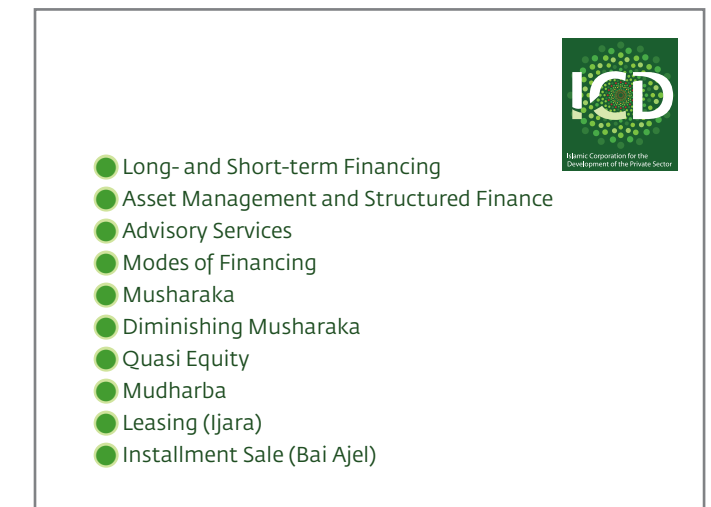 ICD
Islamic Corporation for the
Development of the Private Sector
Long- and Short-term Financing
Asset Management and Structured Finance
Advisory Services
Modes of Financing
Musharaka
Diminishing Musharaka
Quasi Equity
Mudharba
Leasing (Ijara)
Installment Sale (Bai Ajel)